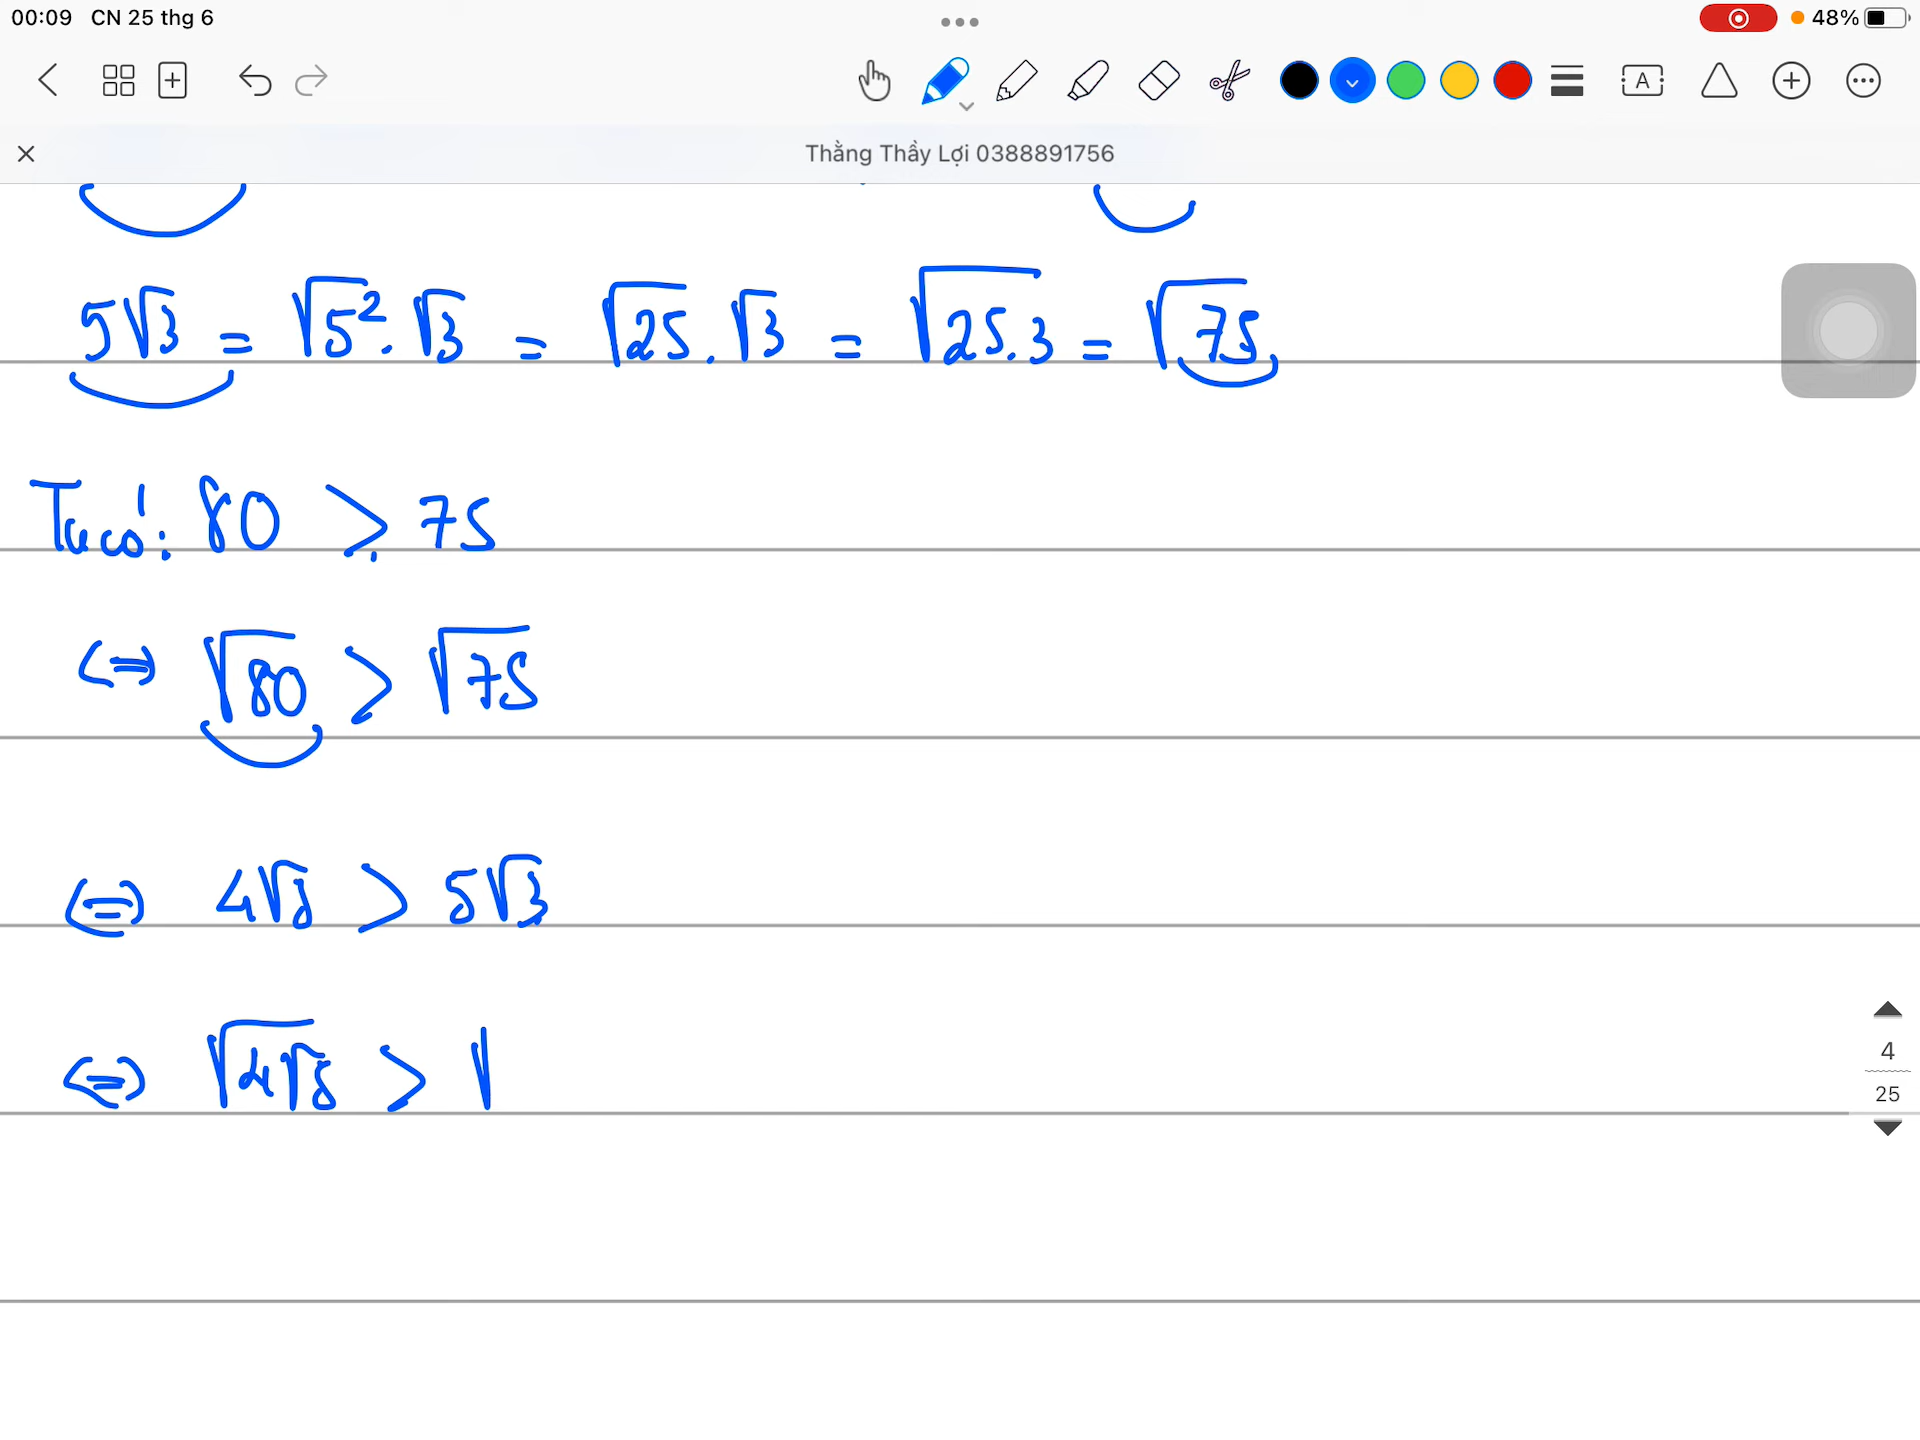 00:09 CN 25 thg 6
48%
A
Thằng Thầy Lợi 0388891756
5√3 = √5² . √3 = √25 . √3 = √25.3 = √75
Ta có: 80 > 75
⇔ √80 > √75
⇔ 4√5 > 5√3
⇔ √4√5 > √
4
25